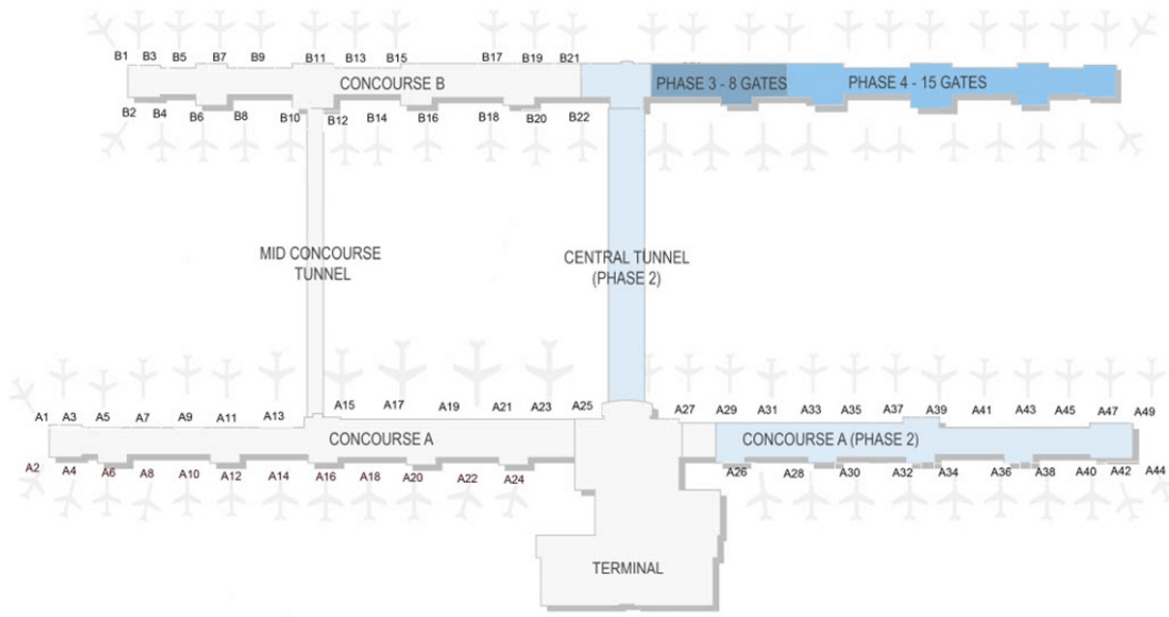 B1 B3 B5 B7 B9 B11 B13 B15 B17 B19 B21
CONCOURSE B
PHASE 3 - 8 GATES
PHASE 4 - 15 GATES
B2 B4 B6 B8 B10 B12 B14 B16 B18 B20 B22
MID CONCOURSE
TUNNEL
CENTRAL TUNNEL
(PHASE 2)
A1 A3 A5 A7 A9 A11 A13 A15 A17 A19 A21 A23 A25 A27 A29 A31 A33 A35 A37 A39 A41 A43 A45 A47 A49
CONCOURSE A
CONCOURSE A (PHASE 2)
A2 A4 A6 A8 A10 A12 A14 A16 A18 A20 A22 A24 A26 A28 A30 A32 A34 A36 A38 A40 A42 A44
TERMINAL